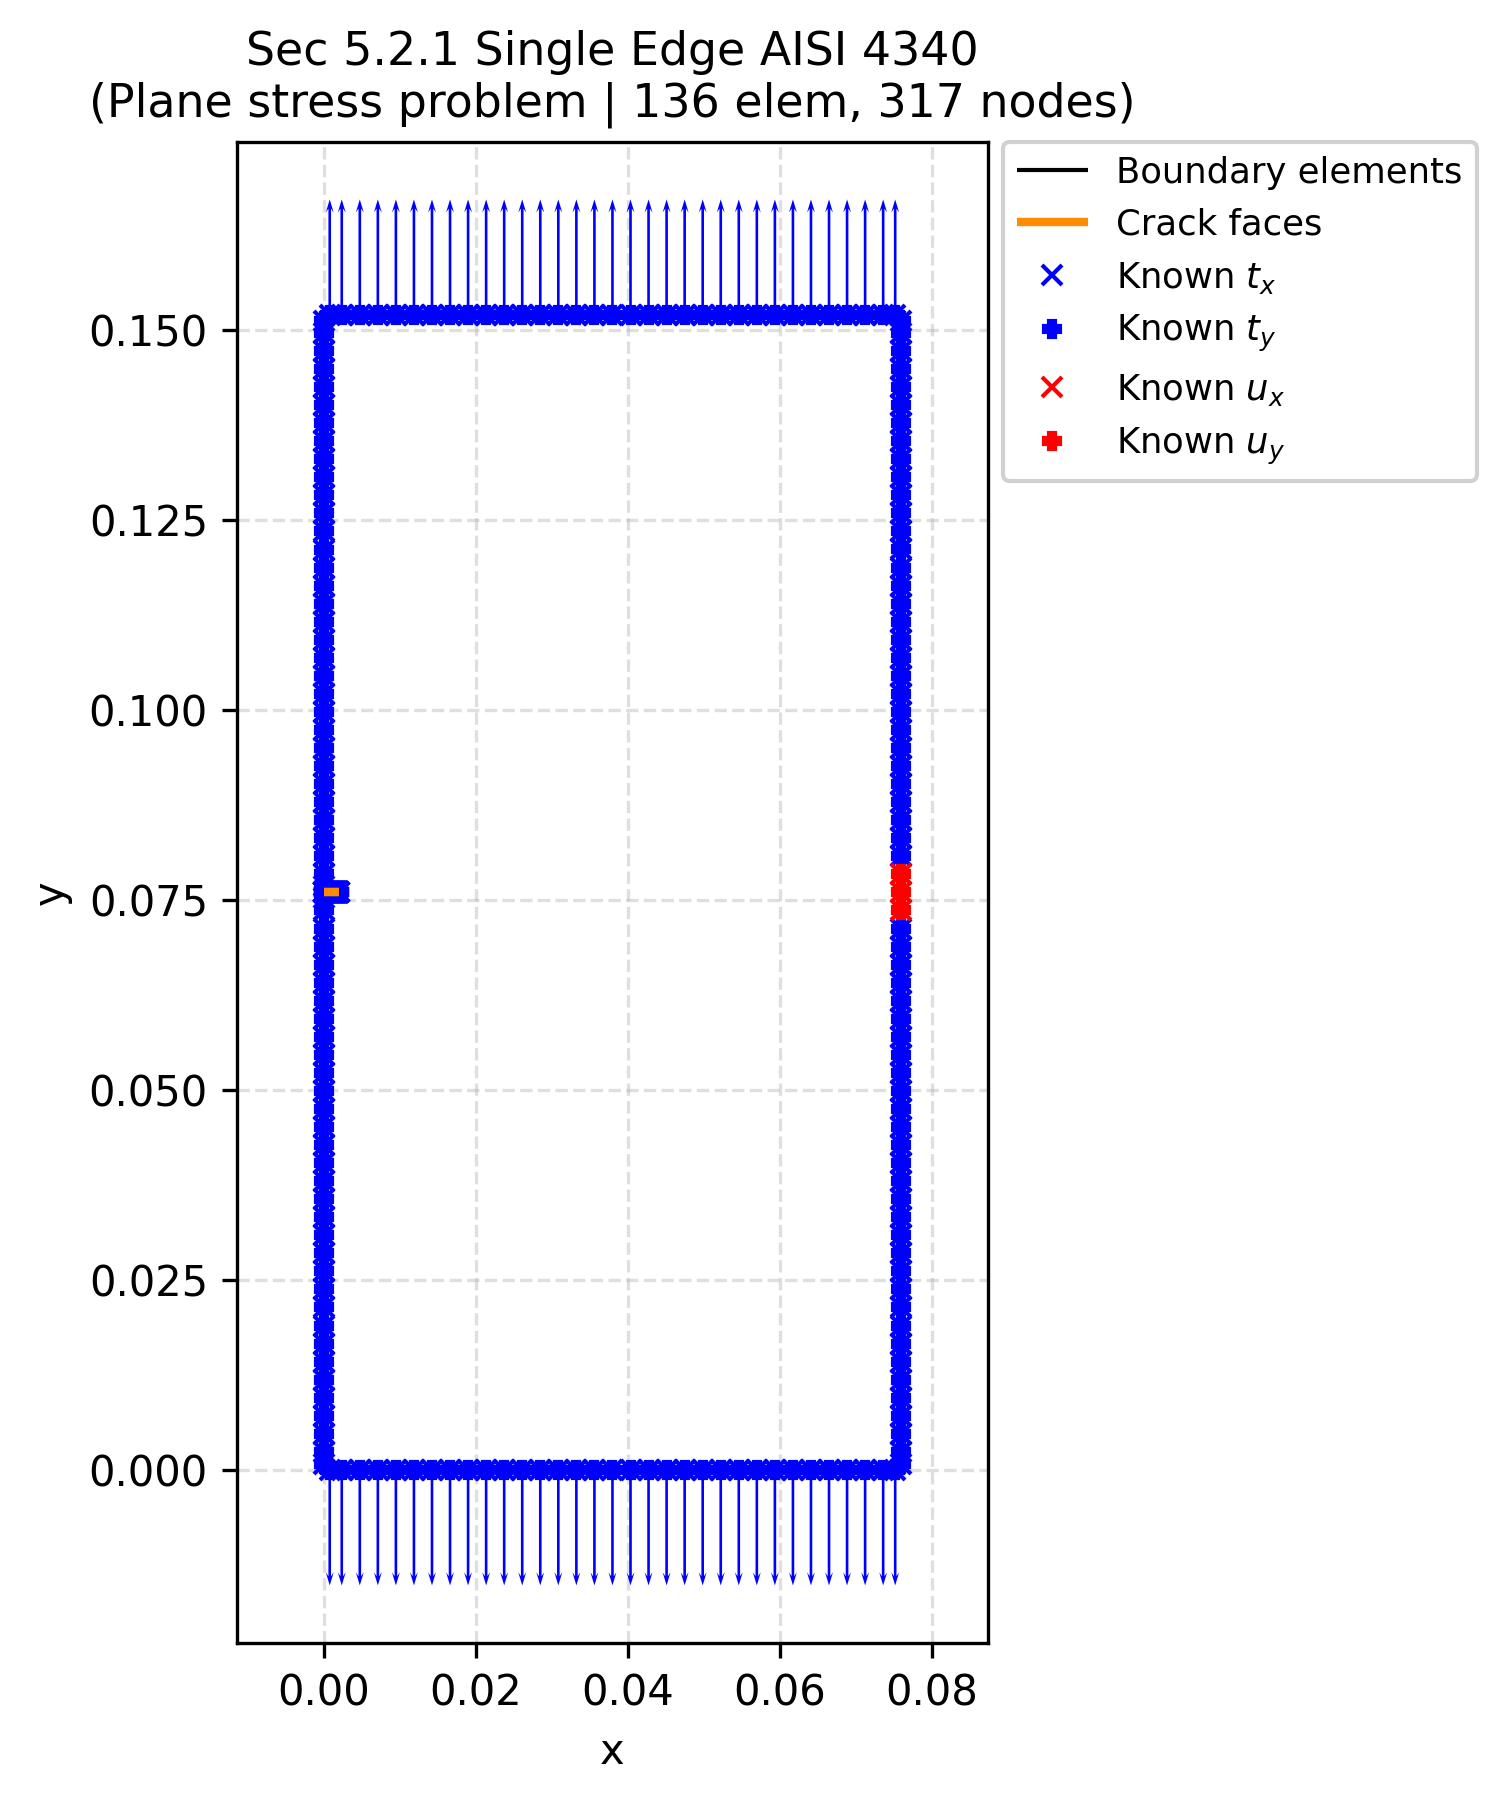 Sec 5.2.1 Single Edge AISI 4340
(Plane stress problem | 136 elem, 317 nodes)
Boundary elements
Crack faces
Known t_x
Known t_y
Known u_x
Known u_y
0.150
0.125
0.100
0.075
0.050
0.025
0.000
y
0.00 0.02 0.04 0.06 0.08
x